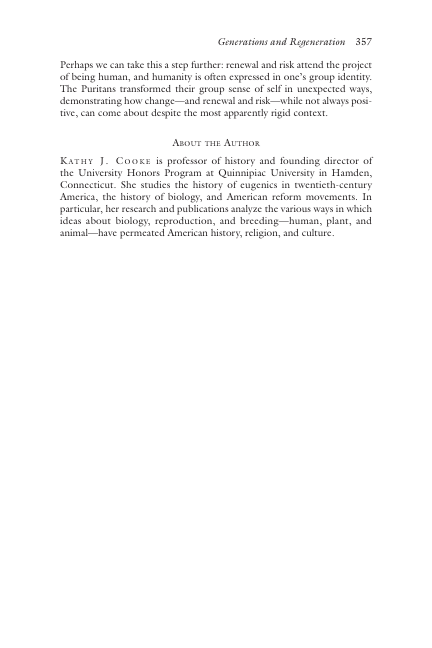 Generations and Regeneration 357
Perhaps we can take this a step further: renewal and risk attend the project
of being human, and humanity is often expressed in one's group identity.
The Puritans transformed their group sense of self in unexpected ways,
demonstrating how change—and renewal and risk—while not always posi-
tive, can come about despite the most apparently rigid context.
About the Author
Kathy J. Cooke is professor of history and founding director of
the University Honors Program at Quinnipiac University in Hamden,
Connecticut. She studies the history of eugenics in twentieth-century
America, the history of biology, and American reform movements. In
particular, her research and publications analyze the various ways in which
ideas about biology, reproduction, and breeding—human, plant, and
animal—have permeated American history, religion, and culture.